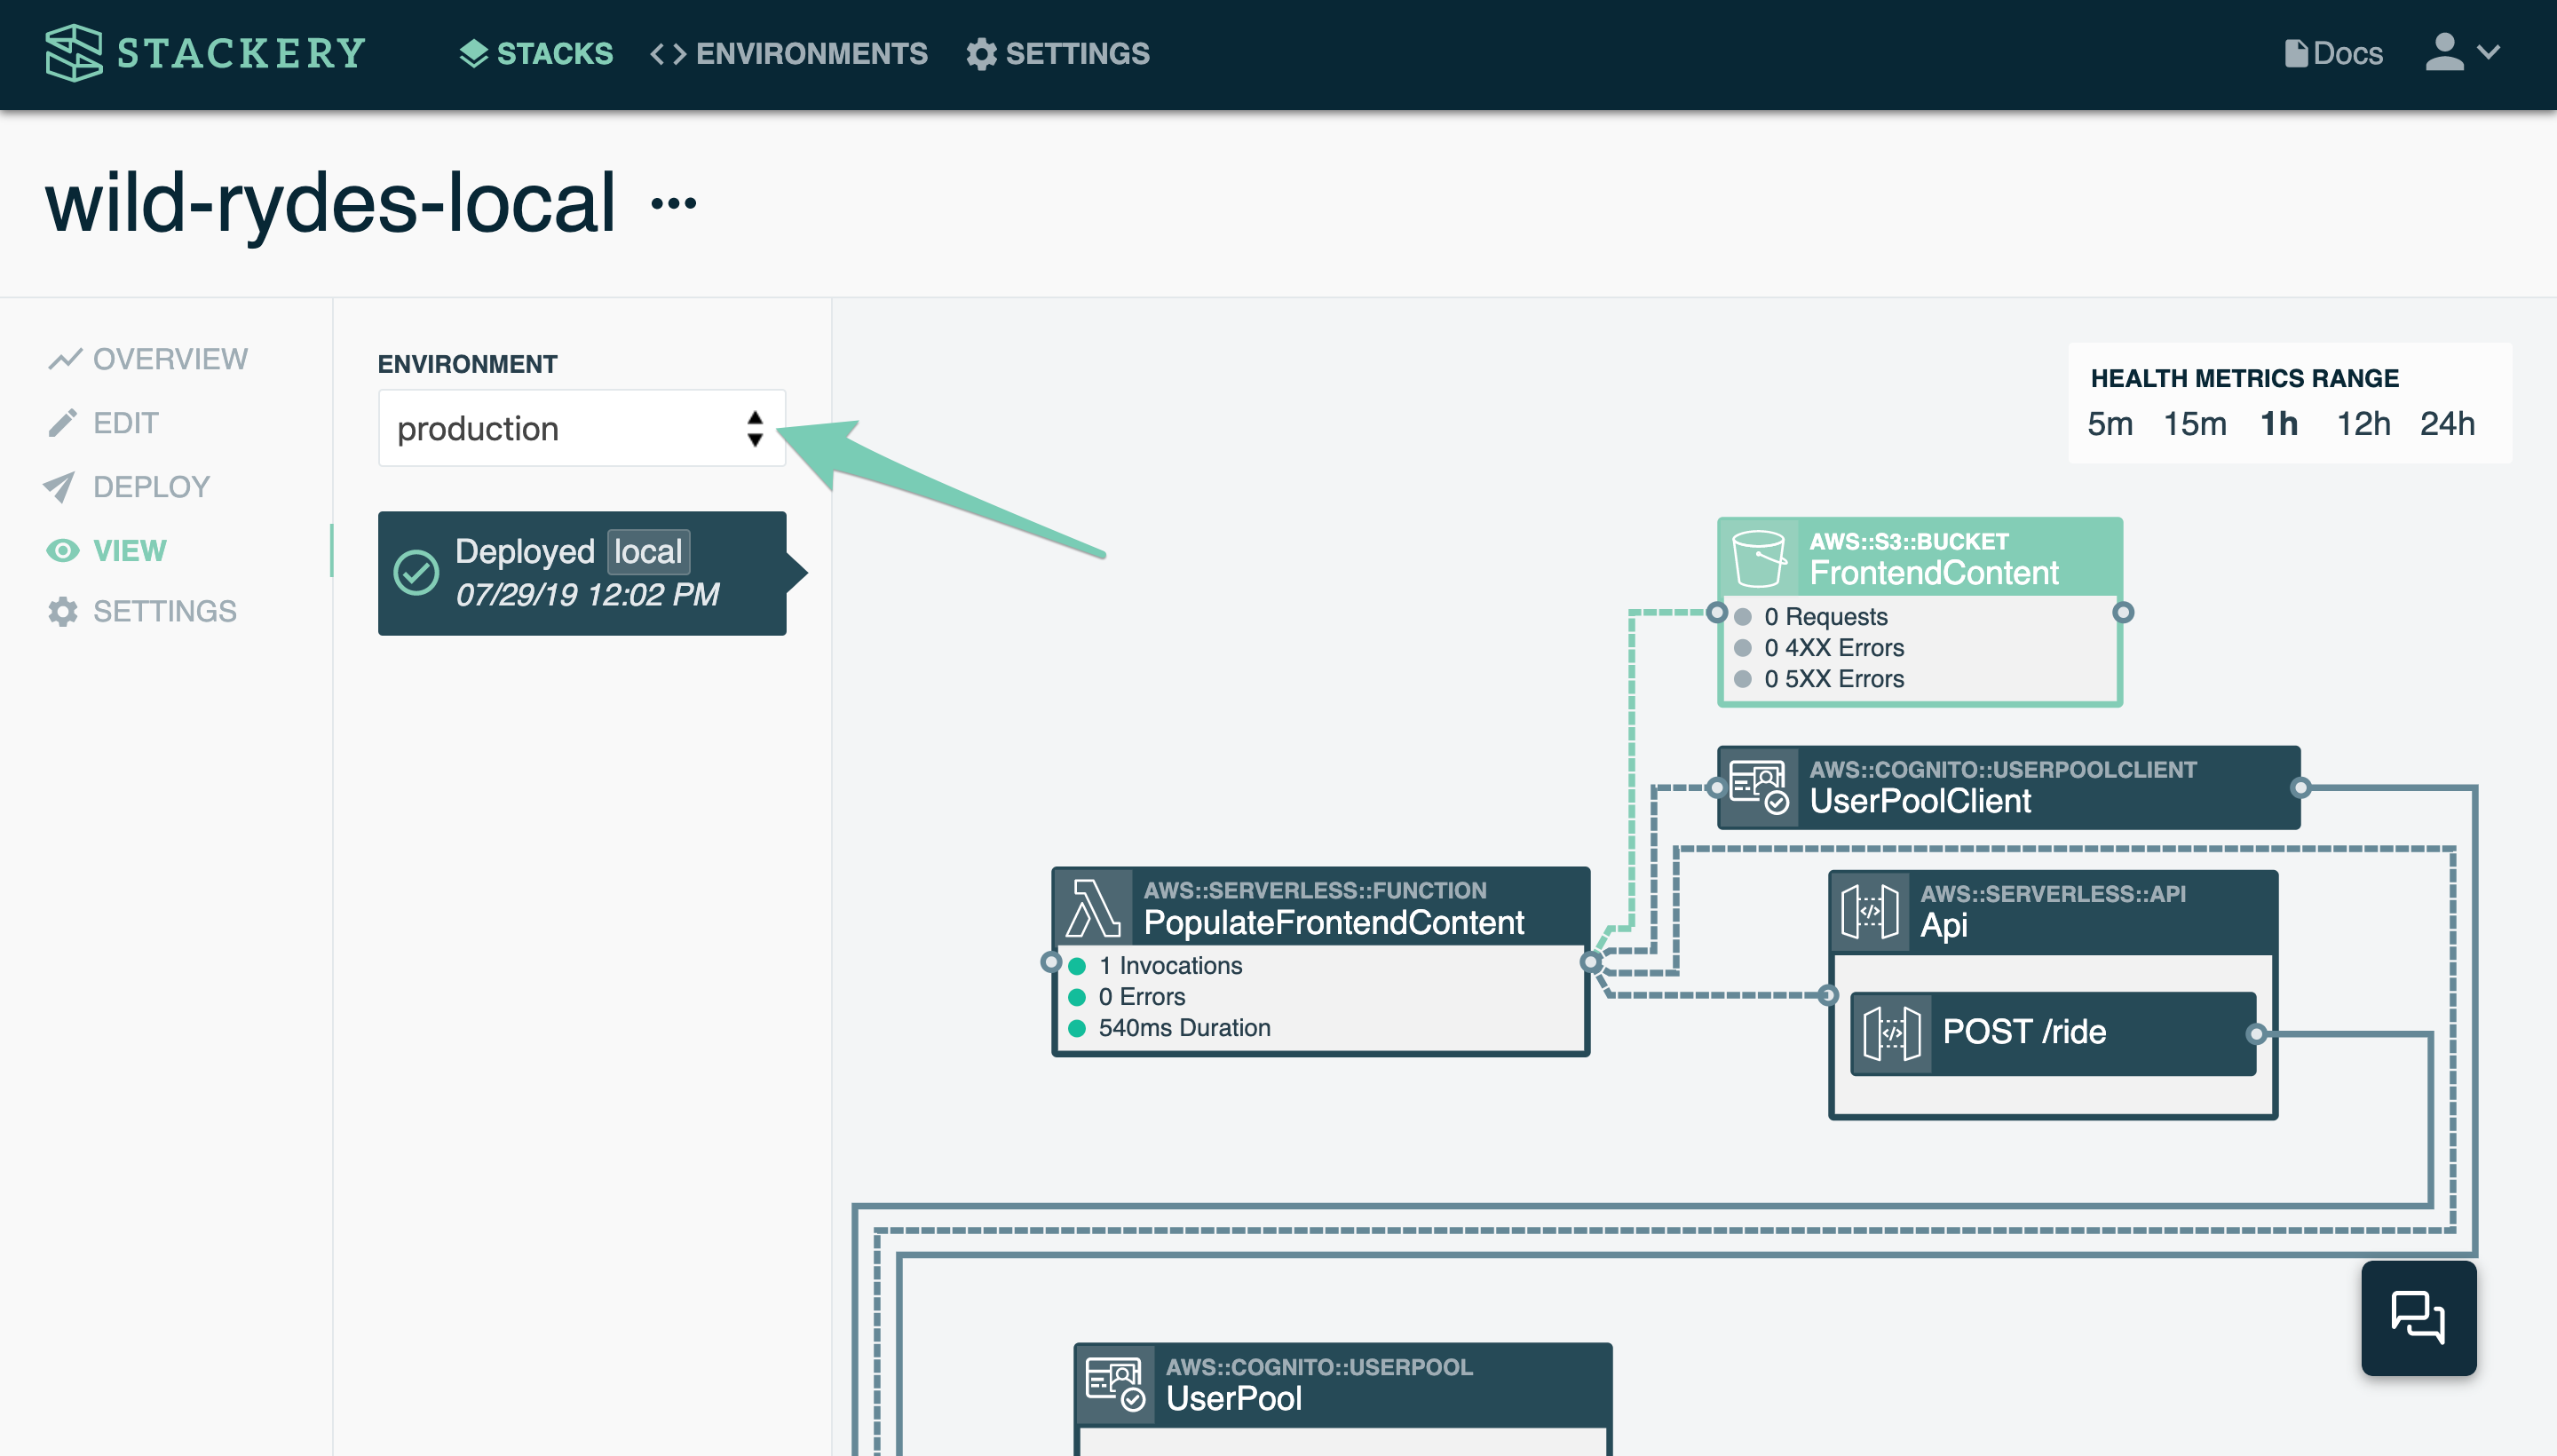 STACKERY
STACKS
ENVIRONMENTS
SETTINGS
Docs
wild-rydes-local ...
OVERVIEW
EDIT
DEPLOY
VIEW
SETTINGS
ENVIRONMENT
production
Deployed local
07/29/19 12:02 PM
HEALTH METRICS RANGE
5m 15m 1h 12h 24h
AWS::S3::BUCKET
FrontendContent
0 Requests
0 4XX Errors
0 5XX Errors
AWS::COGNITO::USERPOOLCLIENT
UserPoolClient
AWS::SERVERLESS::FUNCTION
PopulateFrontendContent
1 Invocations
0 Errors
540ms Duration
AWS::SERVERLESS::API
Api
POST /ride
AWS::COGNITO::USERPOOL
UserPool